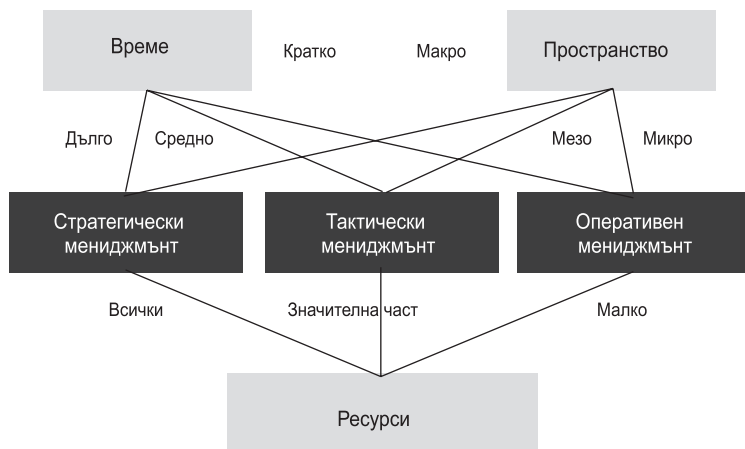 Време
Кратко
Макро
Пространство
Дълго
Средно
Мезо
Микро
Стратегически
мениджмънт
Тактически
мениджмънт
Оперативен
мениджмънт
Всички
Значителна част
Малко
Ресурси